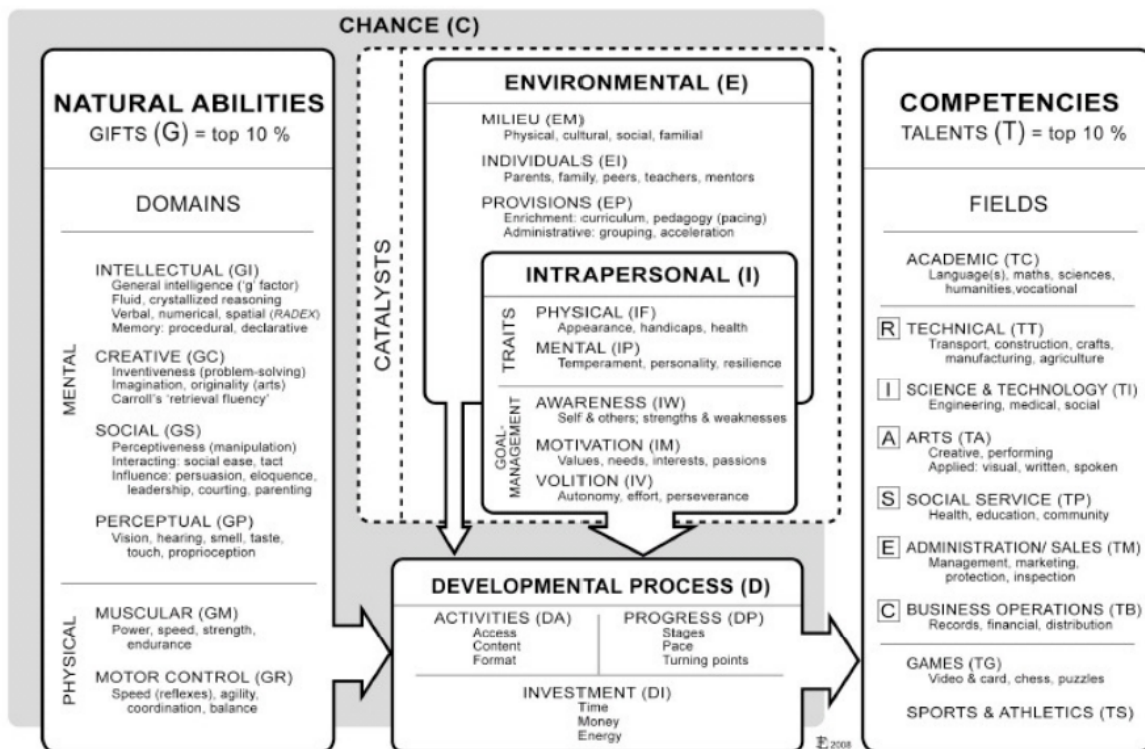 CHANCE (C)
NATURAL ABILITIES
GIFTS (G) = top 10 %
DOMAINS
MENTAL
INTELLECTUAL (GI)
General intelligence ('g' factor)
Fluid, crystallized reasoning
Verbal, numerical, spatial (RADEX)
Memory: procedural, declarative
CREATIVE (GC)
Inventiveness (problem-solving)
Imagination, originality (arts)
Carroll's 'retrieval fluency'
SOCIAL (GS)
Perceptiveness (manipulation)
Interacting: social ease, tact
Influence: persuasion, eloquence,
leadership, courting, parenting
PERCEPTUAL (GP)
Vision, hearing, smell, taste,
touch, proprioception
PHYSICAL
MUSCULAR (GM)
Power, speed, strength,
endurance
MOTOR CONTROL (GR)
Speed (reflexes), agility,
coordination, balance
CATALYSTS
ENVIRONMENTAL (E)
MILIEU (EM)
Physical, cultural, social, familial
INDIVIDUALS (EI)
Parents, family, peers, teachers, mentors
PROVISIONS (EP)
Enrichment: curriculum, pedagogy (pacing)
Administrative: grouping, acceleration
INTRAPERSONAL (I)
TRAITS
PHYSICAL (IF)
Appearance, handicaps, health
MENTAL (IP)
Temperament, personality, resilience
GOAL-
MANAGEMENT
AWARENESS (IW)
Self & others; strengths & weaknesses
MOTIVATION (IM)
Values, needs, interests, passions
VOLITION (IV)
Autonomy, effort, perseverance
DEVELOPMENTAL PROCESS (D)
ACTIVITIES (DA)
Access
Content
Format
PROGRESS (DP)
Stages
Pace
Turning points
INVESTMENT (DI)
Time
Money
Energy
2008
COMPETENCIES
TALENTS (T) = top 10 %
FIELDS
ACADEMIC (TC)
Language(s), maths, sciences,
humanities,vocational
R TECHNICAL (TT)
Transport, construction, crafts,
manufacturing, agriculture
I SCIENCE & TECHNOLOGY (TI)
Engineering, medical, social
A ARTS (TA)
Creative, performing
Applied: visual, written, spoken
S SOCIAL SERVICE (TP)
Health, education, community
E ADMINISTRATION/ SALES (TM)
Management, marketing,
protection, inspection
C BUSINESS OPERATIONS (TB)
Records, financial, distribution
GAMES (TG)
Video & card, chess, puzzles
SPORTS & ATHLETICS (TS)